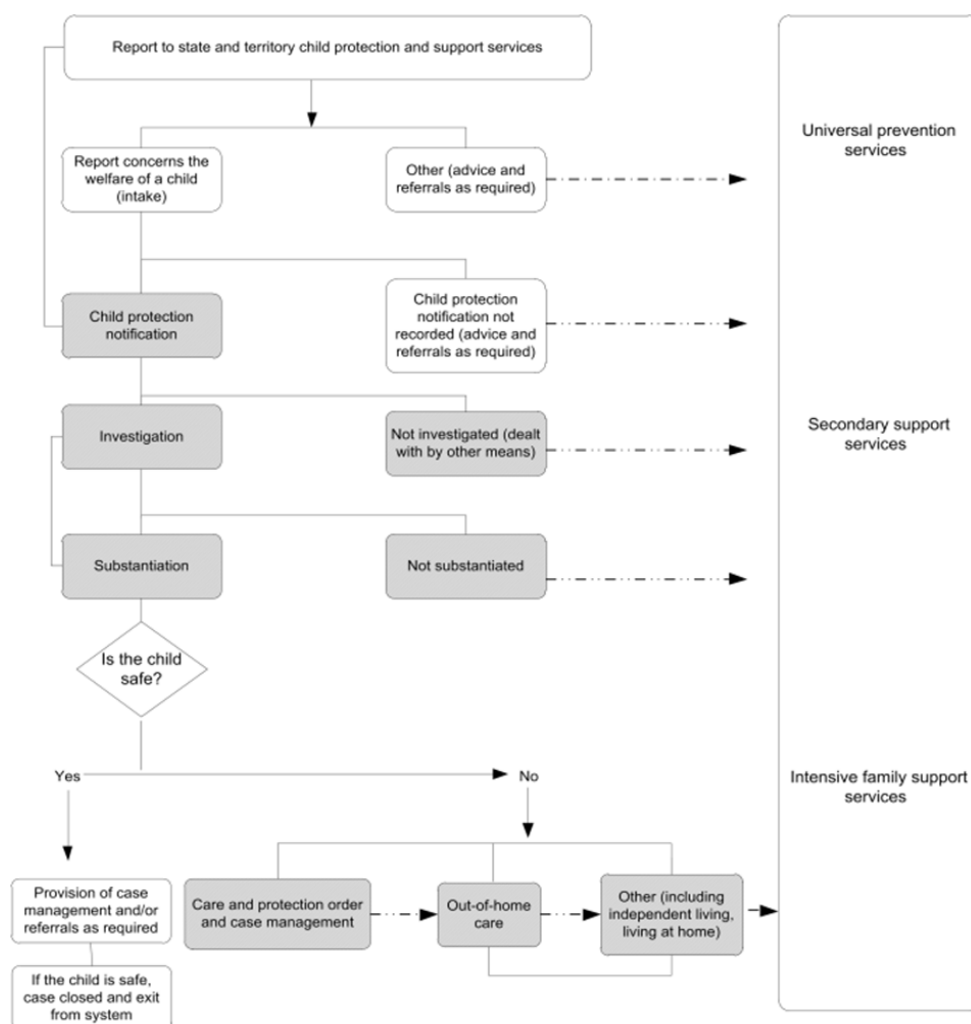 Report to state and territory child protection and support services
Universal prevention
services
Report concerns the
welfare of a child
(intake)
Other (advice and
referrals as required)
Child protection
notification
Child protection
notification not
recorded (advice and
referrals as required)
Secondary support
services
Investigation
Not investigated (dealt
with by other means)
Substantiation
Not substantiated
Is the child
safe?
Yes
No
Intensive family support
services
Provision of case
management and/or
referrals as required
Care and protection order
and case management
Out-of-home
care
Other (including
independent living,
living at home)
If the child is safe,
case closed and exit
from system